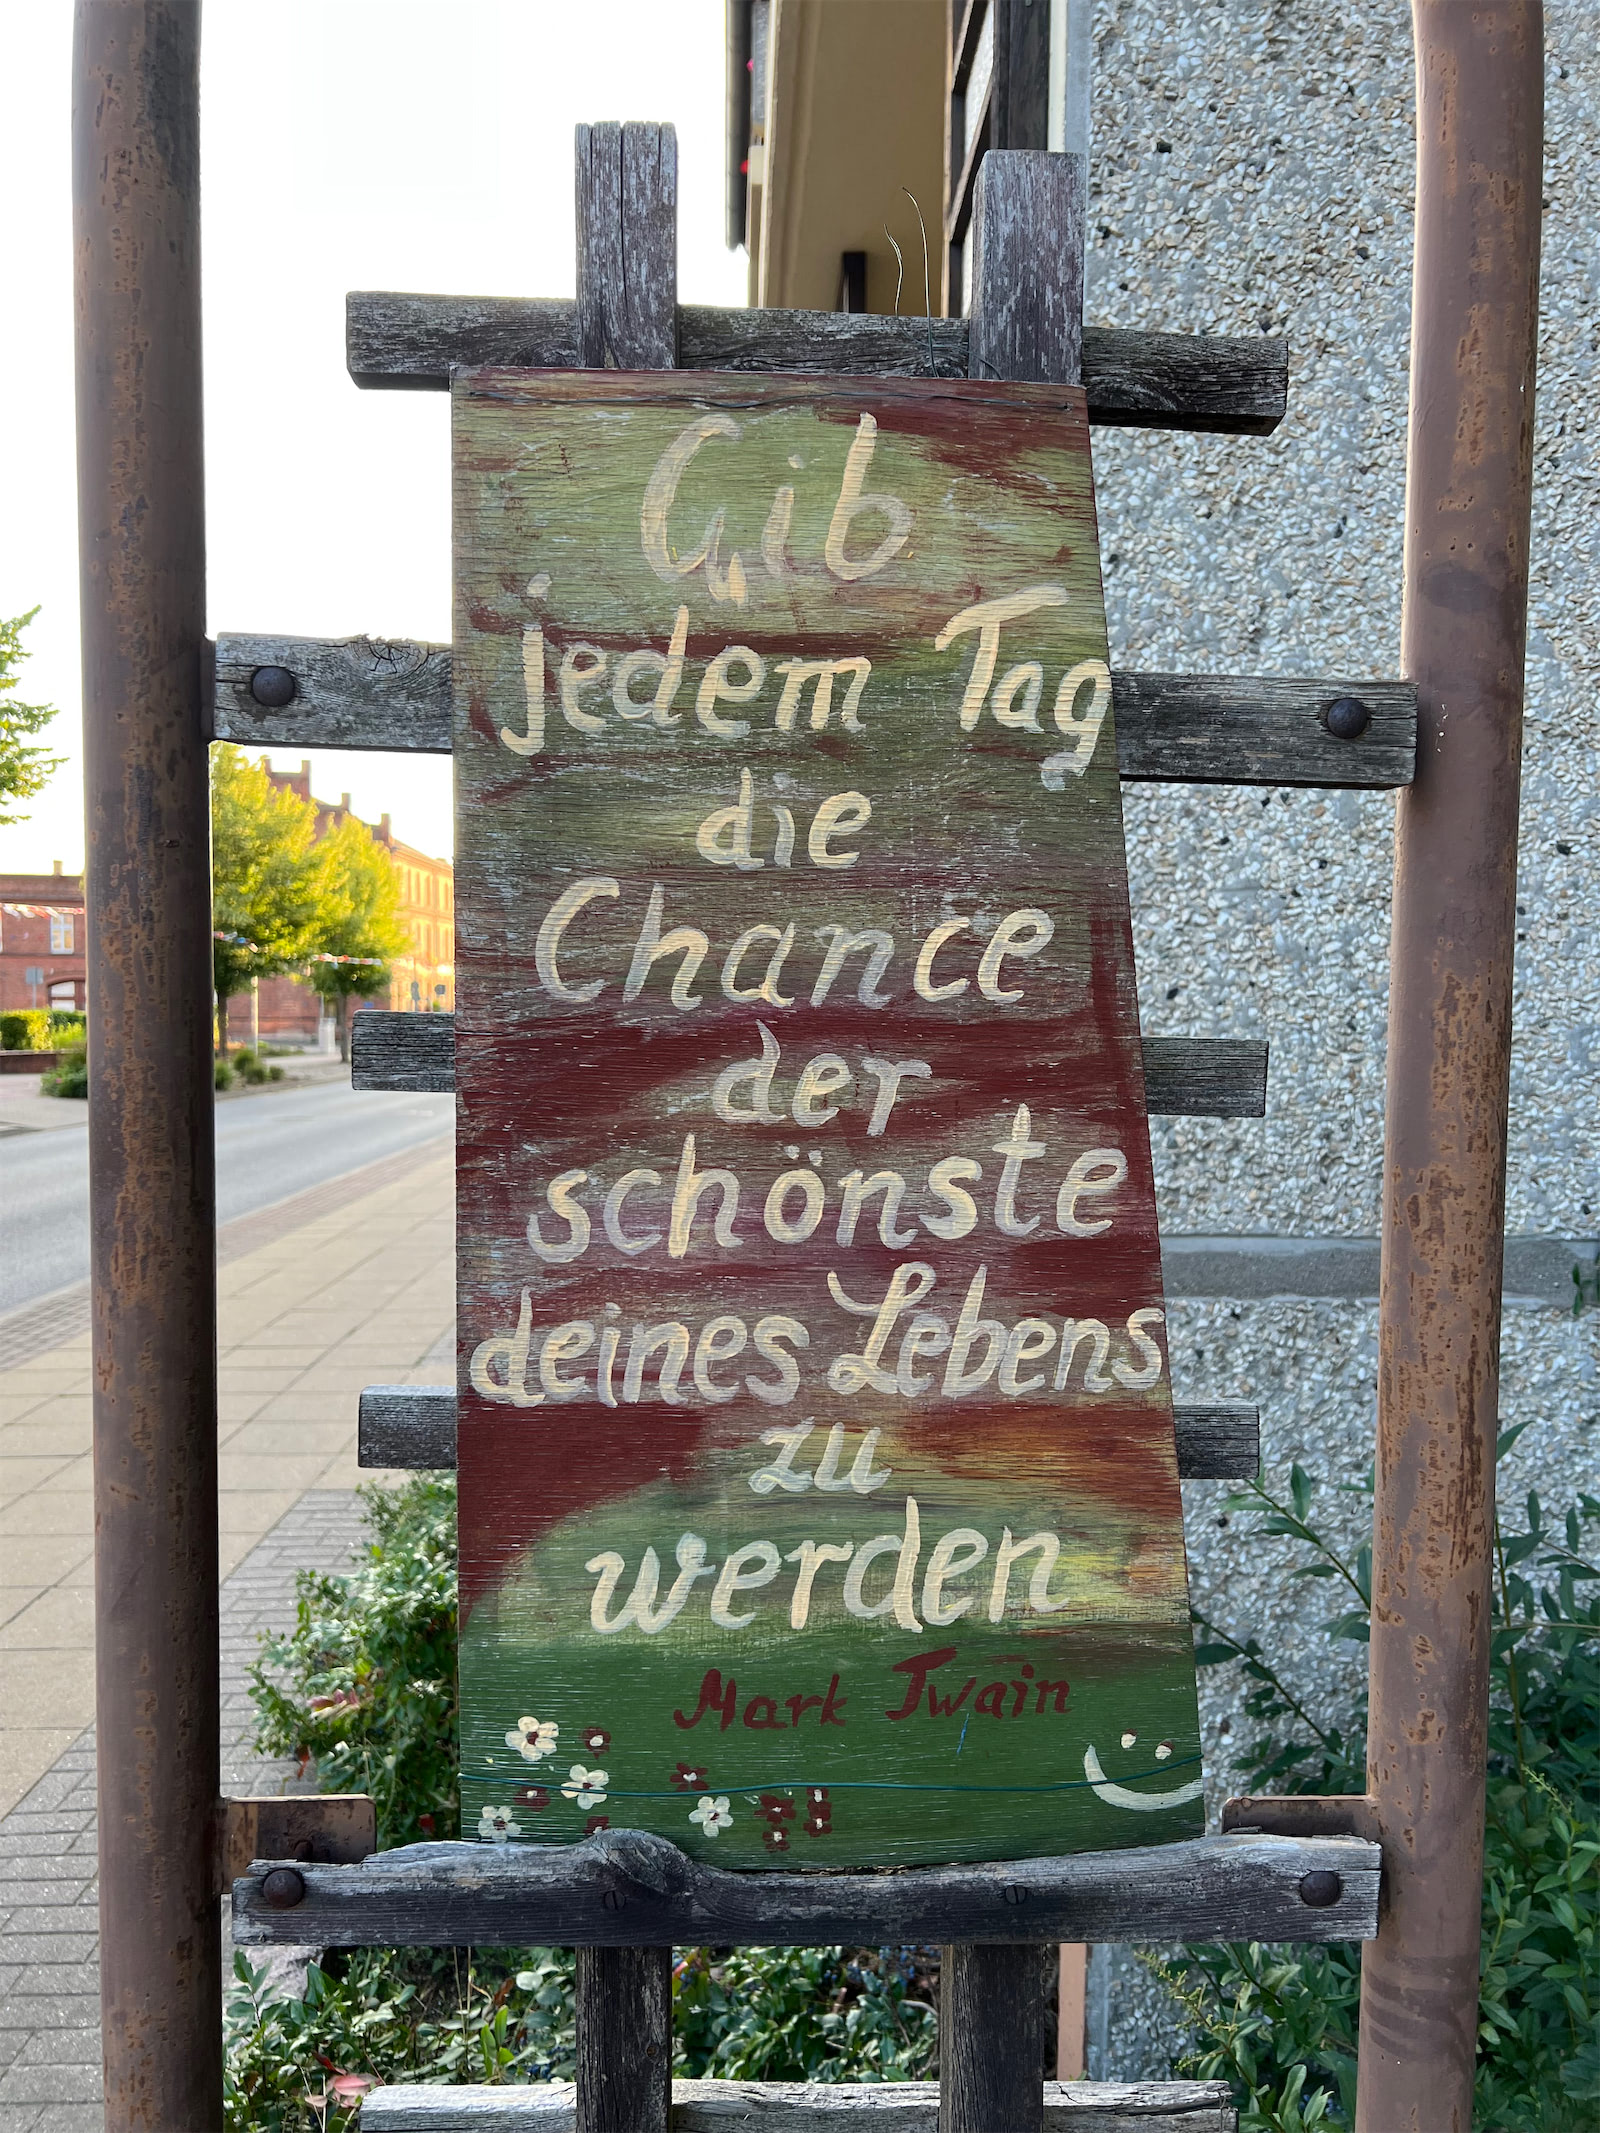 Gib
jedem Tag
die
Chance
der
schönste
deines Lebens
zu
werden
Mark Twain